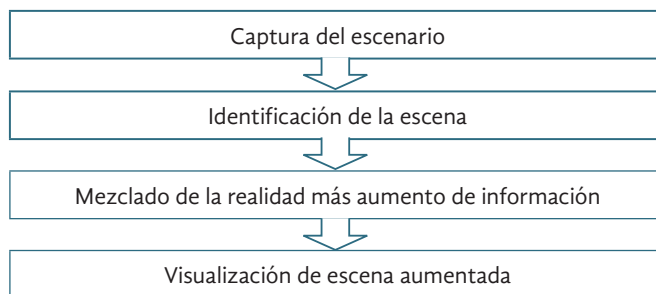 Captura del escenario
Identificación de la escena
Mezclado de la realidad más aumento de información
Visualización de escena aumentada